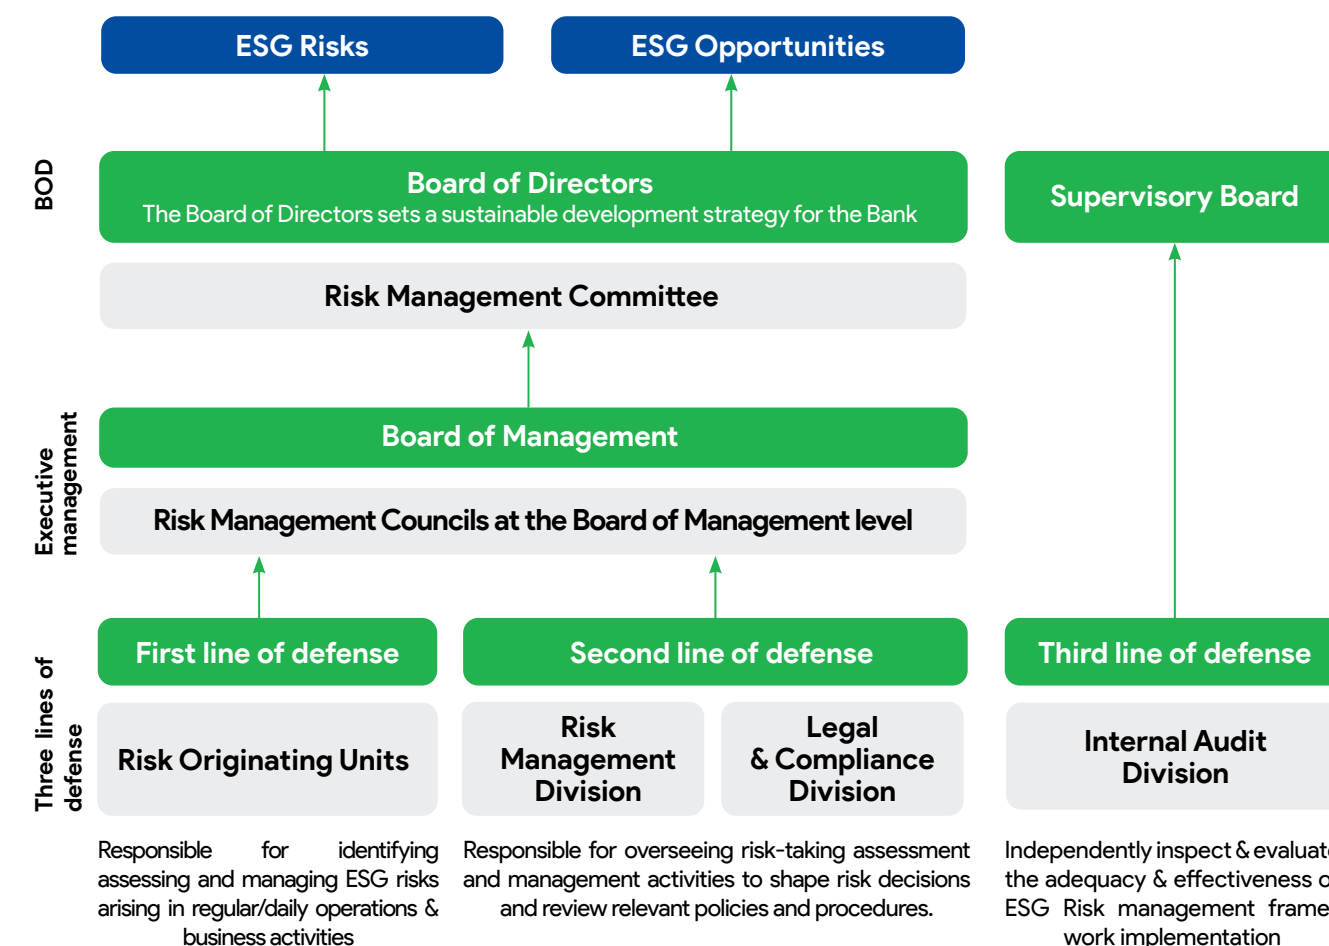 ESG Risks
ESG Opportunities
BOD
Board of Directors
The Board of Directors sets a sustainable development strategy for the Bank
Supervisory Board
Risk Management Committee
Executive
management
Board of Management
Risk Management Councils at the Board of Management level
Three lines of
defense
First line of defense
Second line of defense
Third line of defense
Risk Originating Units
Risk
Management
Division
Legal
& Compliance
Division
Internal Audit
Division
Responsible for identifying
assessing and managing ESG risks
arising in regular/daily operations &
business activities
Responsible for overseeing risk-taking assessment
and management activities to shape risk decisions
and review relevant policies and procedures.
Independently inspect & evaluate
the adequacy & effectiveness o
ESG Risk management frame-
work implementation